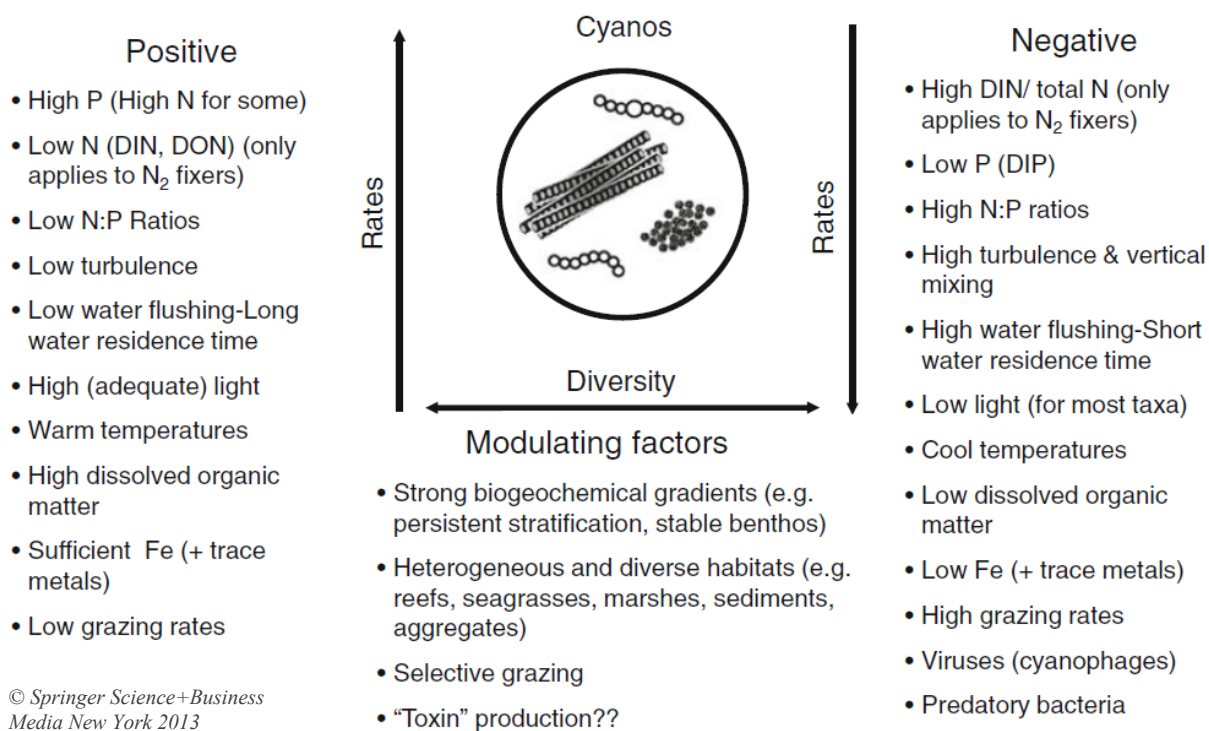 Positive
• High P (High N for some)
• Low N (DIN, DON) (only
applies to N₂ fixers)
• Low N:P Ratios
• Low turbulence
• Low water flushing-Long
water residence time
• High (adequate) light
• Warm temperatures
• High dissolved organic
matter
• Sufficient Fe (+ trace
metals)
• Low grazing rates
© Springer Science+Business
Media New York 2013
Rates
Cyanos
Diversity
Modulating factors
• Strong biogeochemical gradients (e.g.
persistent stratification, stable benthos)
• Heterogeneous and diverse habitats (e.g.
reefs, seagrasses, marshes, sediments,
aggregates)
• Selective grazing
• “Toxin” production??
Rates
Negative
• High DIN/ total N (only
applies to N₂ fixers)
• Low P (DIP)
• High N:P ratios
• High turbulence & vertical
mixing
• High water flushing-Short
water residence time
• Low light (for most taxa)
• Cool temperatures
• Low dissolved organic
matter
• Low Fe (+ trace metals)
• High grazing rates
• Viruses (cyanophages)
• Predatory bacteria